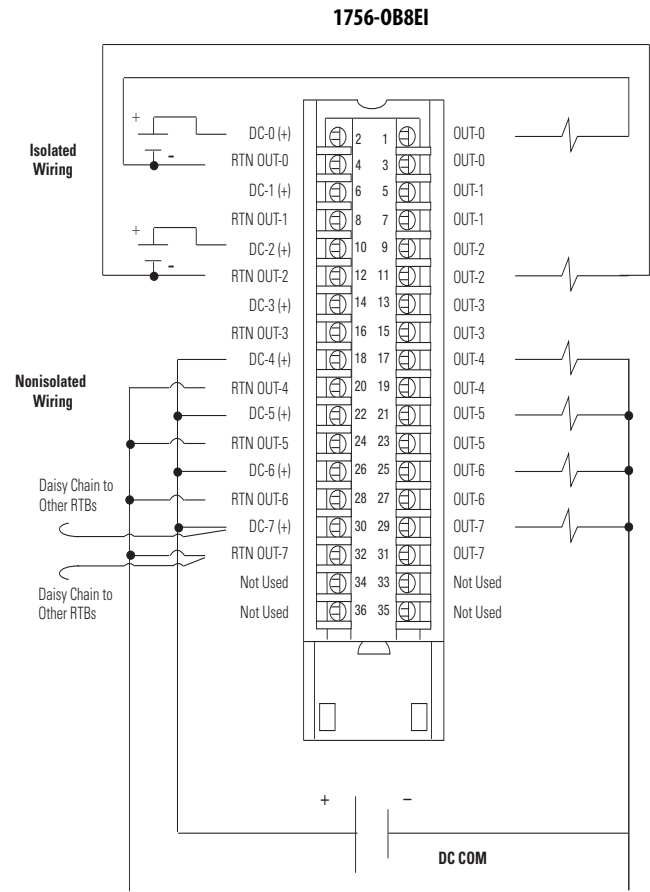 1756-OB8EI
+
DC-0 (+) 2 1 OUT-0
Isolated
Wiring
- RTN OUT-0 4 3 OUT-0
DC-1 (+) 6 5 OUT-1
RTN OUT-1 8 7 OUT-1
+
DC-2 (+) 10 9 OUT-2
- RTN OUT-2 12 11 OUT-2
DC-3 (+) 14 13 OUT-3
RTN OUT-3 16 15 OUT-3
DC-4 (+) 18 17 OUT-4
Nonisolated
Wiring
RTN OUT-4 20 19 OUT-4
DC-5 (+) 22 21 OUT-5
RTN OUT-5 24 23 OUT-5
DC-6 (+) 26 25 OUT-6
Daisy Chain to
Other RTBs
RTN OUT-6 28 27 OUT-6
DC-7 (+) 30 29 OUT-7
RTN OUT-7 32 31 OUT-7
Daisy Chain to
Other RTBs
Not Used 34 33 Not Used
Not Used 36 35 Not Used
+ −
DC COM